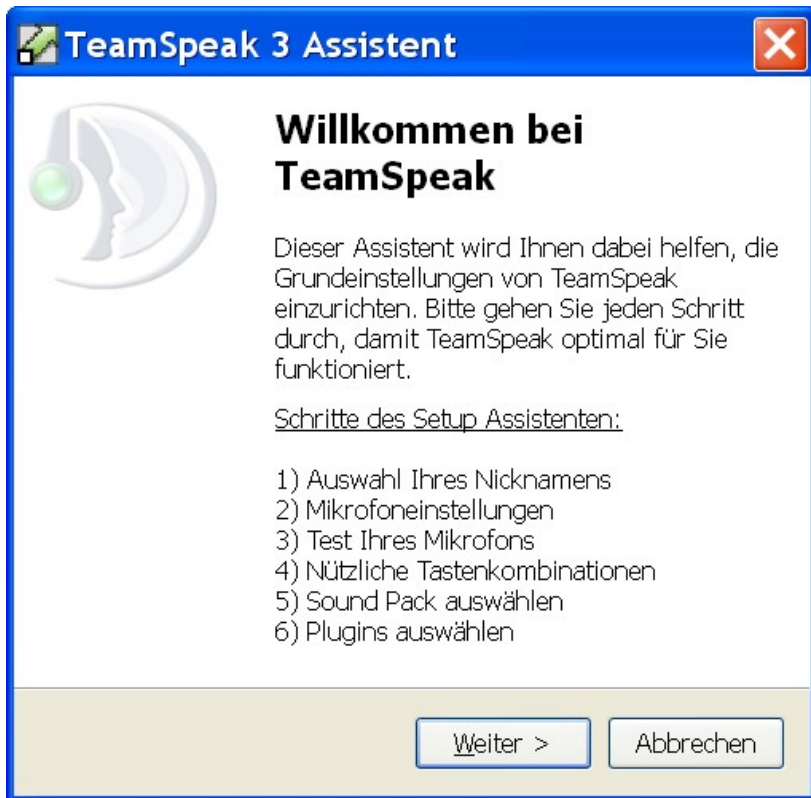 TeamSpeak 3 Assistent
Willkommen bei
TeamSpeak
Dieser Assistent wird Ihnen dabei helfen, die
Grundeinstellungen von TeamSpeak
einzurichten. Bitte gehen Sie jeden Schritt
durch, damit TeamSpeak optimal für Sie
funktioniert.
Schritte des Setup Assistenten:
1) Auswahl Ihres Nicknamens
2) Mikrofoneinstellungen
3) Test Ihres Mikrofons
4) Nützliche Tastenkombinationen
5) Sound Pack auswählen
6) Plugins auswählen
Weiter > Abbrechen